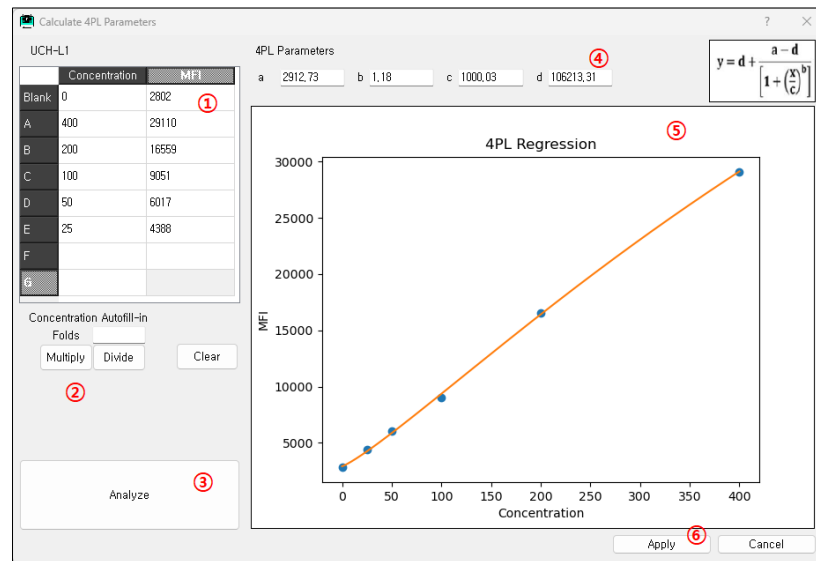 Calculate 4PL Parameters
UCH-L1
Concentration MFI
Blank 0 2802
A 400 29110
B 200 16559
C 100 9051
D 50 6017
E 25 4388
F
G
①
Concentration Autofill-in
Folds
Multiply Divide Clear
②
Analyze
③
4PL Parameters
④
a 2912,73 b 1,18 c 1000,03 d 106213,31
y = d + a − d / [1 + (x/c)^b]
⑤
4PL Regression
30000
25000
20000
15000
10000
5000
MFI
0 50 100 150 200 250 300 350 400
Concentration
⑥
Apply Cancel